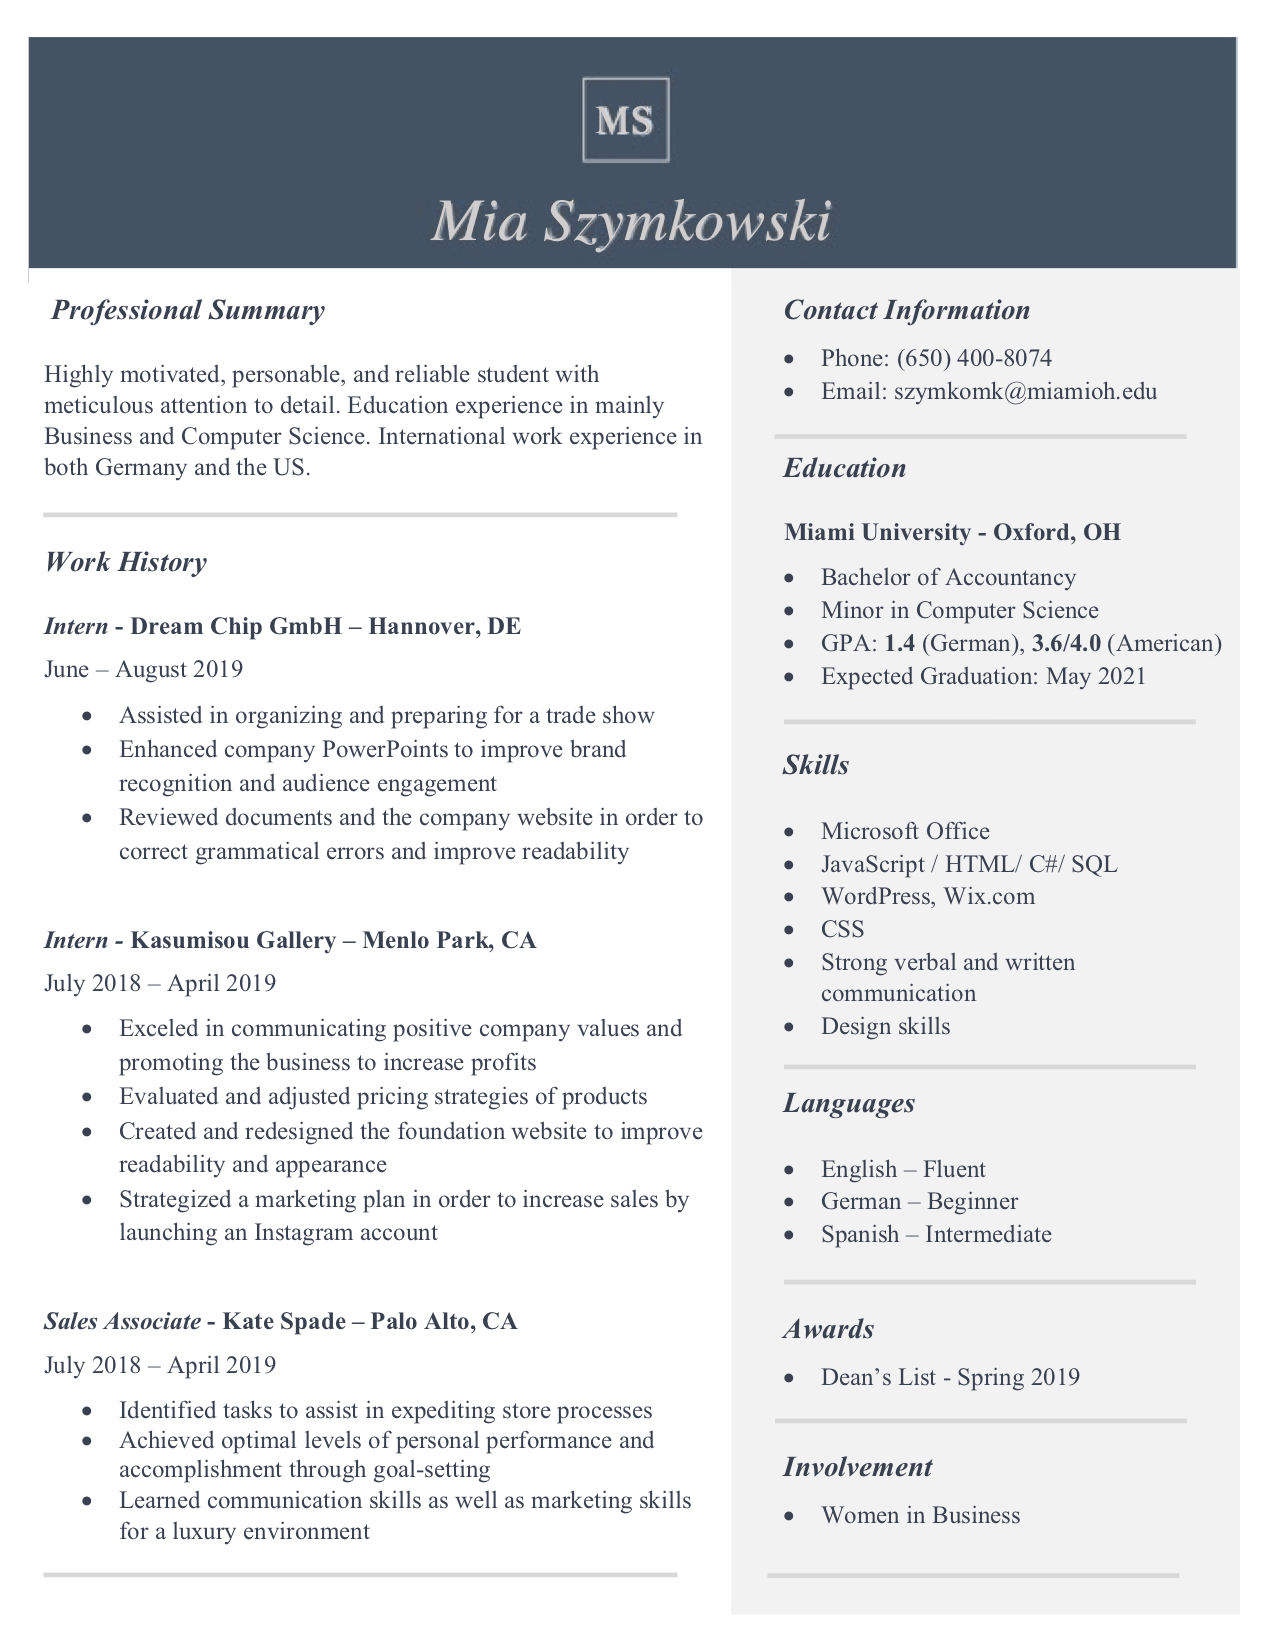 MS
Mia Szymkowski
Professional Summary
Highly motivated, personable, and reliable student with
meticulous attention to detail. Education experience in mainly
Business and Computer Science. International work experience in
both Germany and the US.
Work History
Intern - Dream Chip GmbH – Hannover, DE
June – August 2019
• Assisted in organizing and preparing for a trade show
• Enhanced company PowerPoints to improve brand
recognition and audience engagement
• Reviewed documents and the company website in order to
correct grammatical errors and improve readability
Intern - Kasumisou Gallery – Menlo Park, CA
July 2018 – April 2019
• Exceled in communicating positive company values and
promoting the business to increase profits
• Evaluated and adjusted pricing strategies of products
• Created and redesigned the foundation website to improve
readability and appearance
• Strategized a marketing plan in order to increase sales by
launching an Instagram account
Sales Associate - Kate Spade – Palo Alto, CA
July 2018 – April 2019
• Identified tasks to assist in expediting store processes
• Achieved optimal levels of personal performance and
accomplishment through goal-setting
• Learned communication skills as well as marketing skills
for a luxury environment
Contact Information
• Phone: (650) 400-8074
• Email: szymkomk@miamioh.edu
Education
Miami University - Oxford, OH
• Bachelor of Accountancy
• Minor in Computer Science
• GPA: 1.4 (German), 3.6/4.0 (American)
• Expected Graduation: May 2021
Skills
• Microsoft Office
• JavaScript / HTML/ C#/ SQL
• WordPress, Wix.com
• CSS
• Strong verbal and written
communication
• Design skills
Languages
• English – Fluent
• German – Beginner
• Spanish – Intermediate
Awards
• Dean’s List - Spring 2019
Involvement
• Women in Business